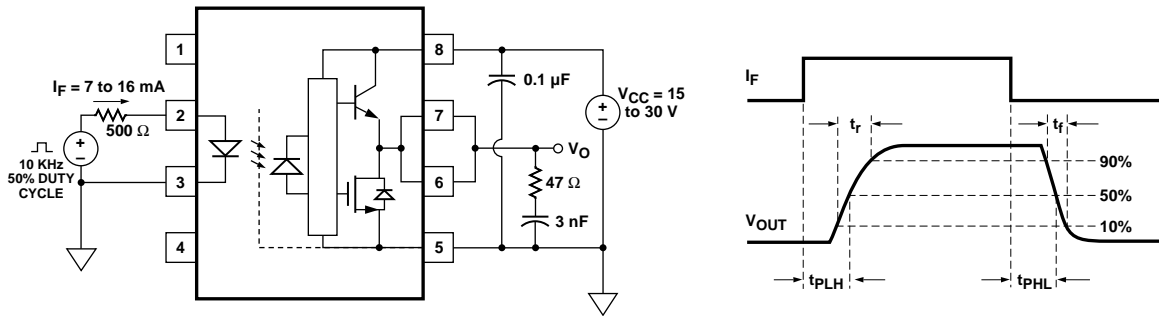 1
8
I_F = 7 to 16 mA
500 Ω
2
+
–
10 KHz
50% DUTY
CYCLE
3
4
7
6
5
0.1 µF
V_CC = 15
to 30 V
+
–
V_O
47 Ω
3 nF
I_F
t_r
t_f
90%
50%
10%
V_OUT
t_PLH
t_PHL